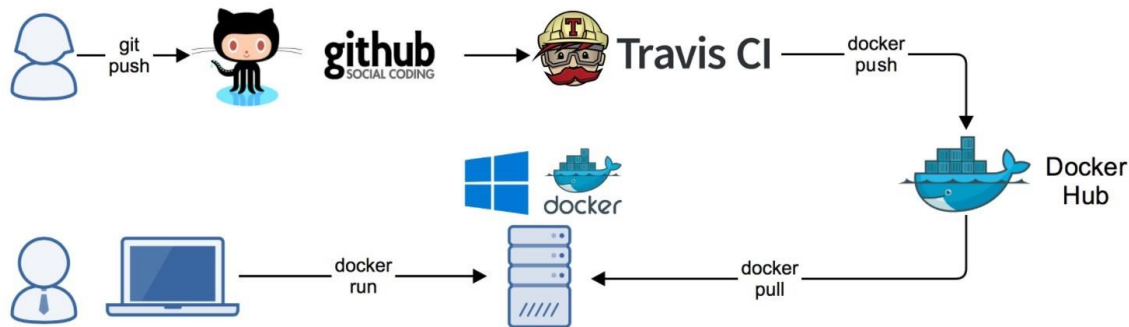 git
push
github
SOCIAL CODING
T
Travis CI
docker
push
docker
Docker
Hub
docker
run
docker
pull